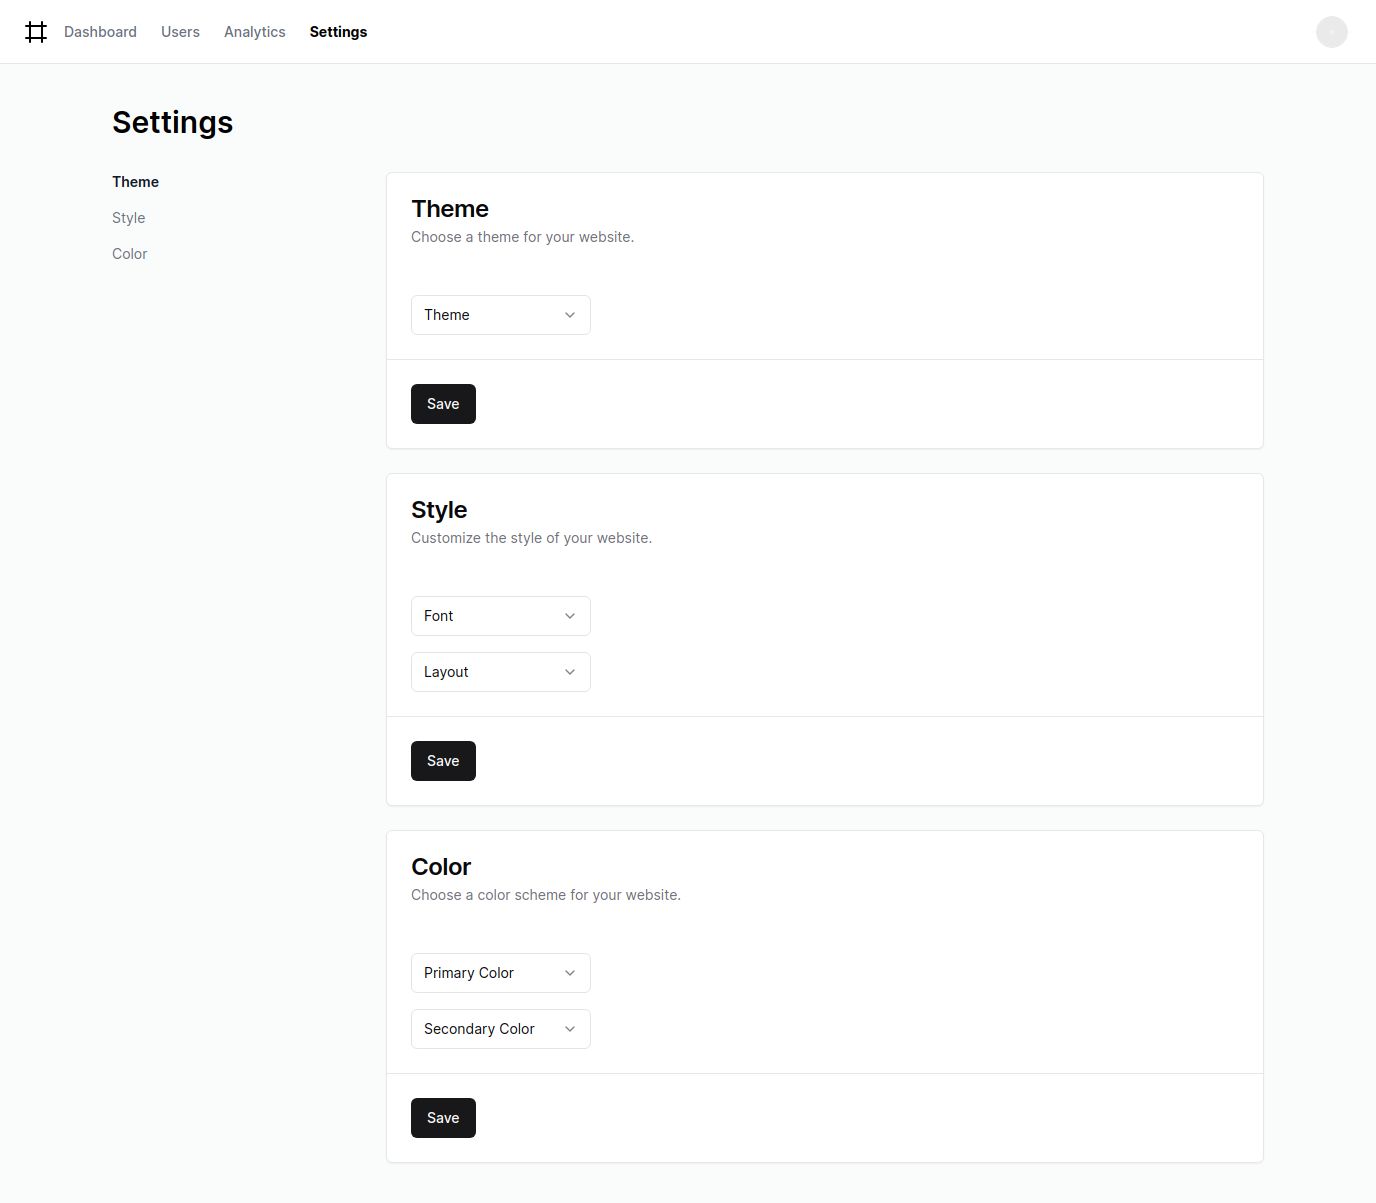 Dashboard Users Analytics Settings
Settings
Theme
Style
Color
Theme
Choose a theme for your website.
Theme
Save
Style
Customize the style of your website.
Font
Layout
Save
Color
Choose a color scheme for your website.
Primary Color
Secondary Color
Save